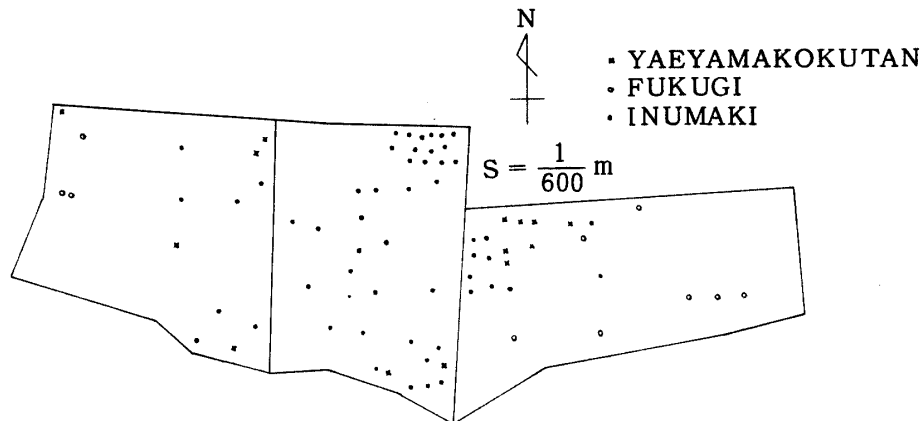 N
YAEYAMAKOKUTAN
FUKUGI
INUMAKI
S = 1/600 m